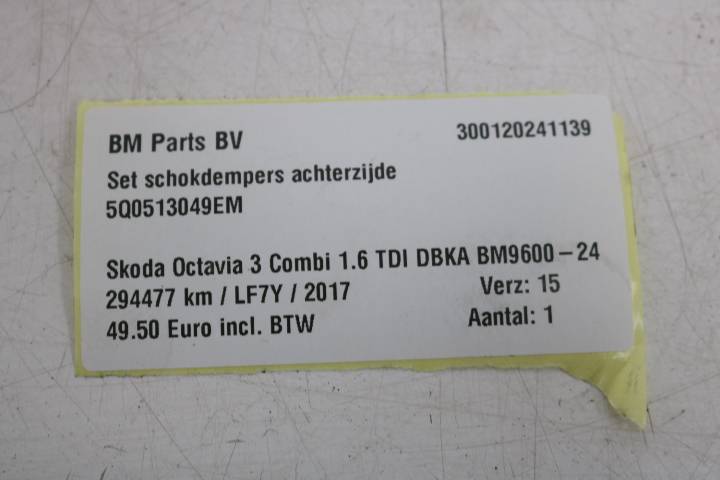 BM Parts BV 300120241139
Set schokdempers achterzijde
5Q0513049EM
Skoda Octavia 3 Combi 1.6 TDI DBKA BM9600-24
294477 km / LF7Y / 2017 Verz: 15
49.50 Euro incl. BTW Aantal: 1